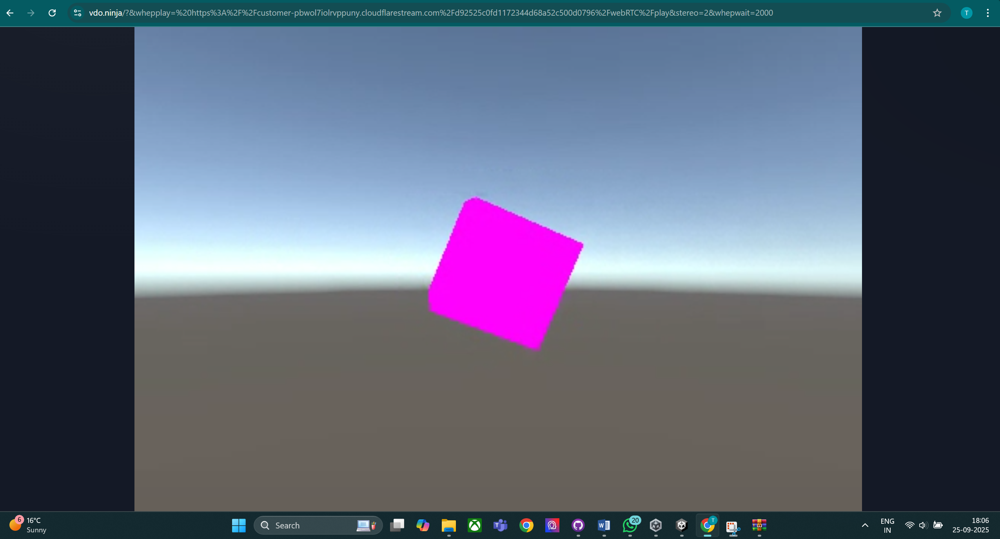 vdo.ninja/?&whepplay=%20https%3A%2F%2Fcustomer-pbwol7iolrvppuny.cloudflarestream.com%2Fd92525c0fd1172344d68a52c500d0796%2FwebRTC%2Fplay&stereo=2&whepwait=2000
T
6
16°C
Sunny
Search
T
W
20
T
ENG
IN
18:06
25-09-2025